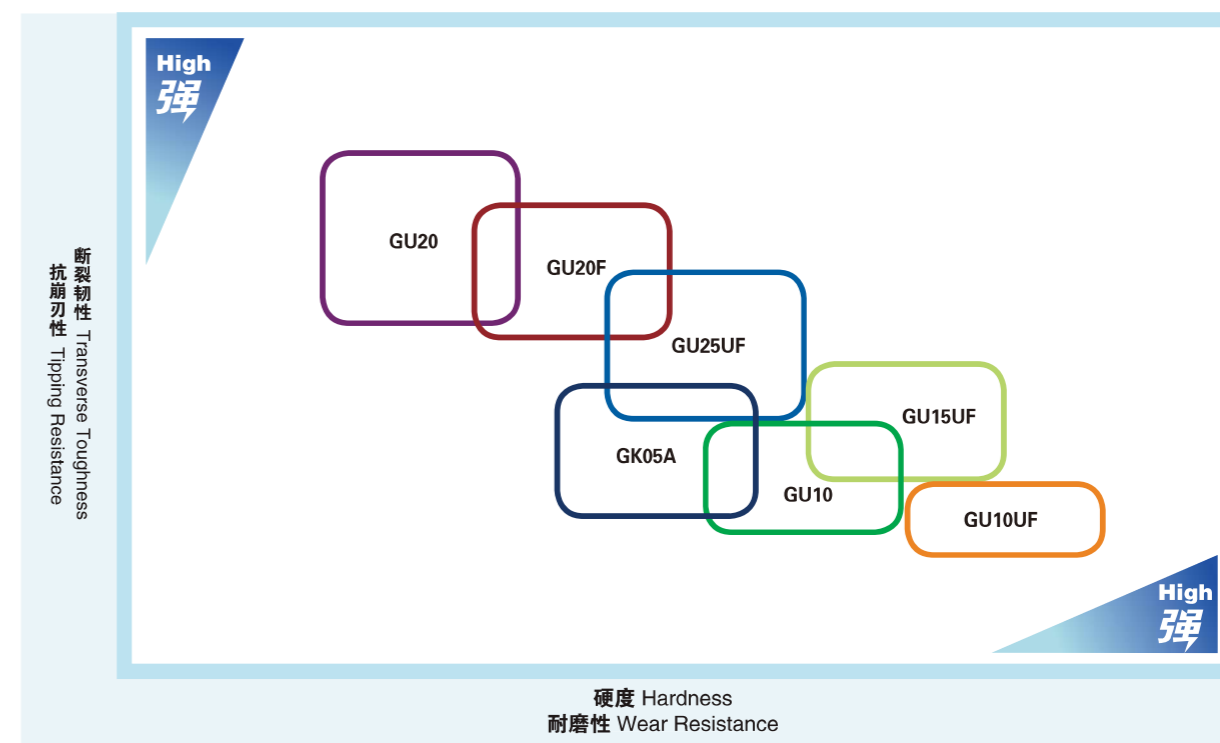 High
强
断裂韧性 Transverse Toughness
抗崩刃性 Tipping Resistance
GU20
GU20F
GU25UF
GU15UF
GK05A
GU10
GU10UF
High
强
硬度 Hardness
耐磨性 Wear Resistance